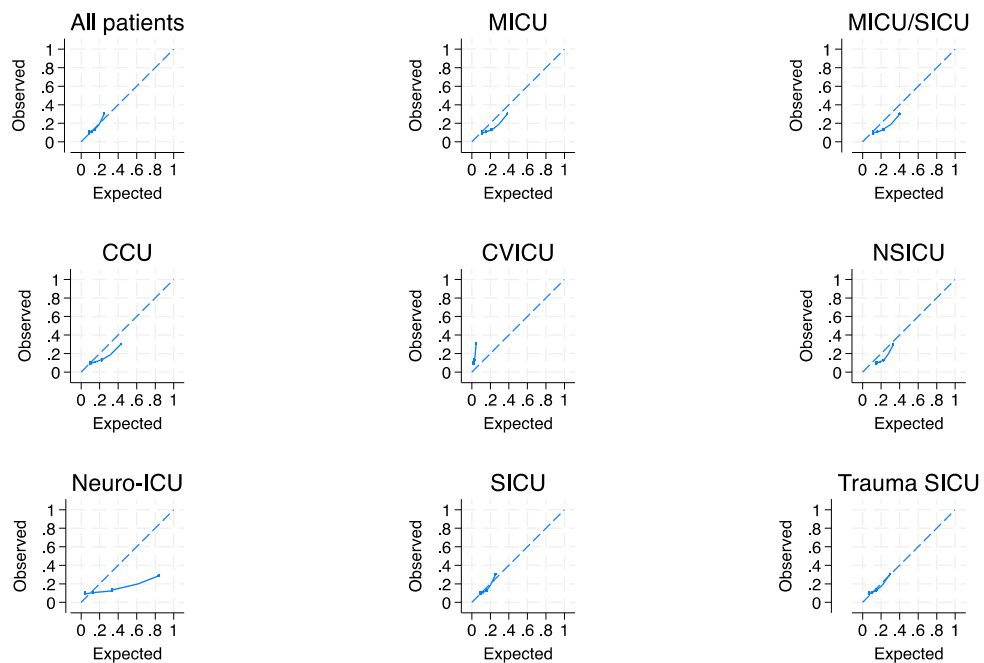 All patients
Observed
1
.8
.6
.4
.2
0
0 .2 .4 .6 .8 1
Expected
MICU
Observed
1
.8
.6
.4
.2
0
0 .2 .4 .6 .8 1
Expected
MICU/SICU
Observed
1
.8
.6
.4
.2
0
0 .2 .4 .6 .8 1
Expected
CCU
Observed
1
.8
.6
.4
.2
0
0 .2 .4 .6 .8 1
Expected
CVICU
Observed
1
.8
.6
.4
.2
0
0 .2 .4 .6 .8 1
Expected
NSICU
Observed
1
.8
.6
.4
.2
0
0 .2 .4 .6 .8 1
Expected
Neuro-ICU
Observed
1
.8
.6
.4
.2
0
0 .2 .4 .6 .8 1
Expected
SICU
Observed
1
.8
.6
.4
.2
0
0 .2 .4 .6 .8 1
Expected
Trauma SICU
Observed
1
.8
.6
.4
.2
0
0 .2 .4 .6 .8 1
Expected